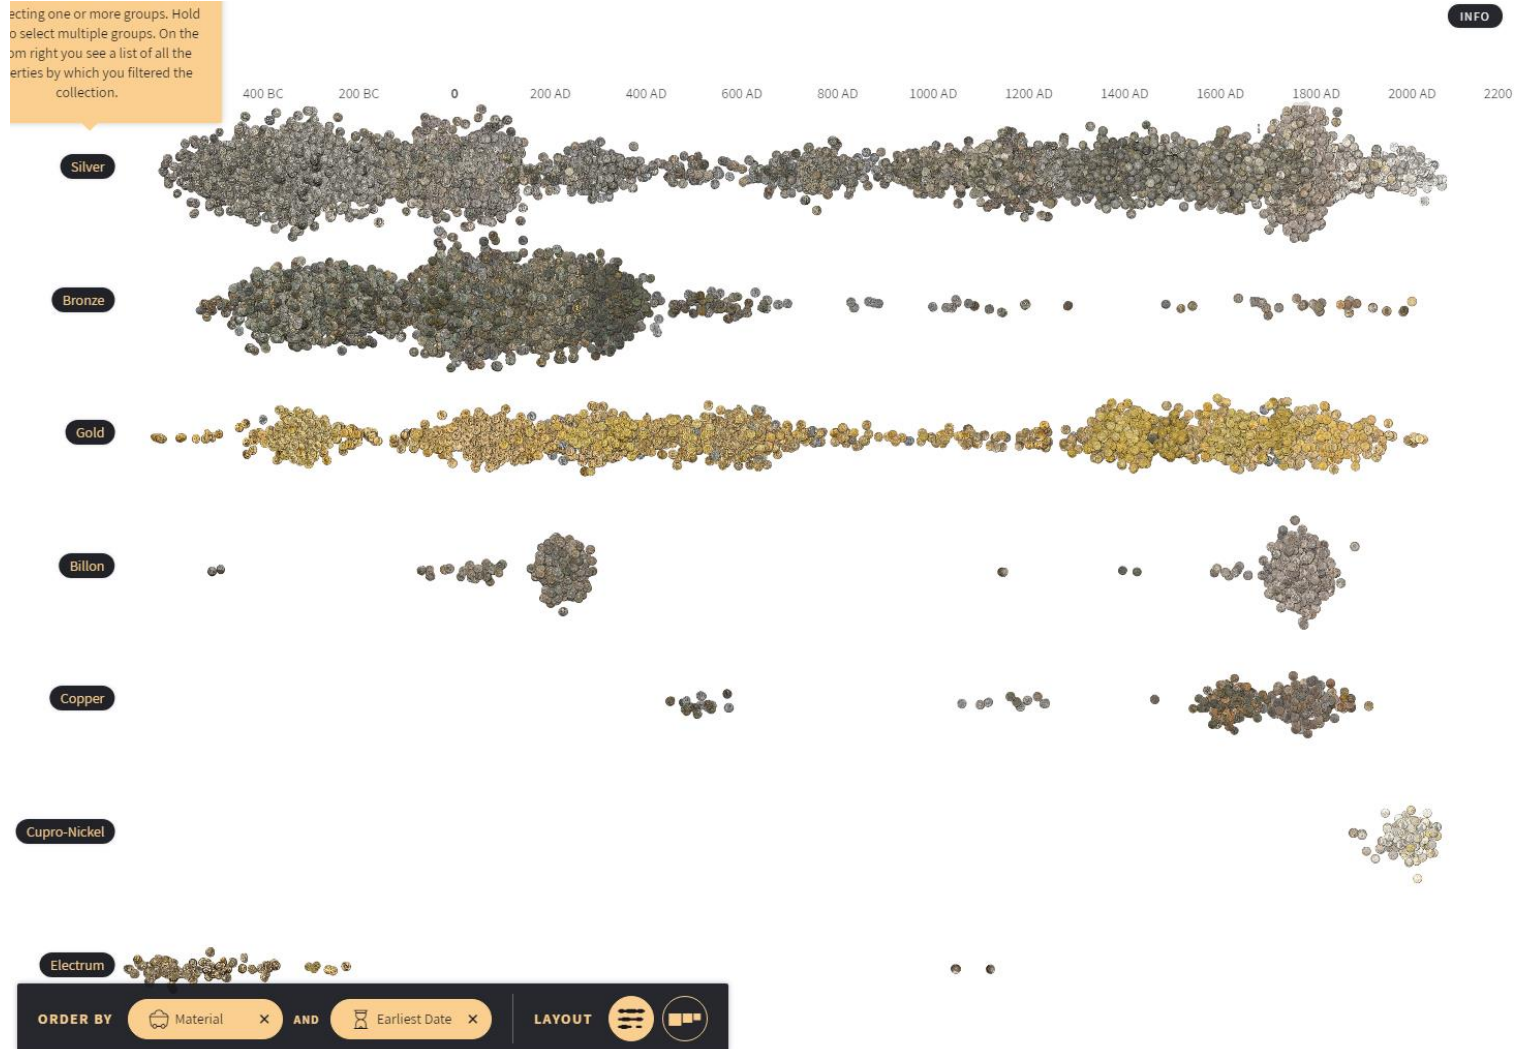 ecting one or more groups. Hold
INFO
o select multiple groups. On the
om right you see a list of all the
erties by which you filtered the
collection.
400 BC 200 BC 0 200 AD 400 AD 600 AD 800 AD 1000 AD 1200 AD 1400 AD 1600 AD 1800 AD 2000 AD 2200
Silver
Bronze
Gold
Billon
Copper
Cupro-Nickel
Electrum
ORDER BY Material × AND Earliest Date × LAYOUT